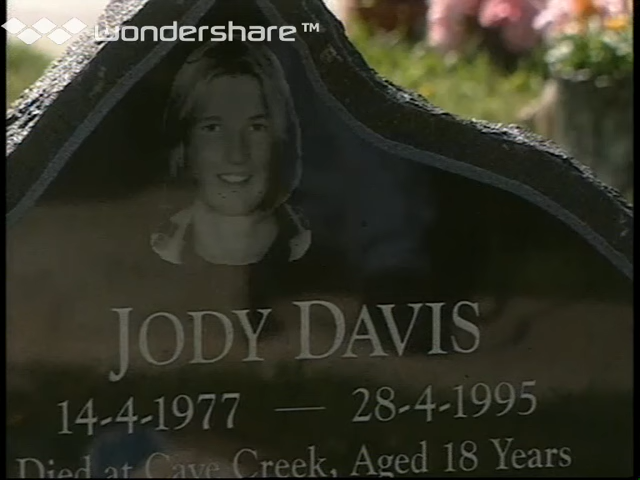 wondershare™
JODY DAVIS
14-4-1977 — 28-4-1995
Died at Cave Creek, Aged 18 Years